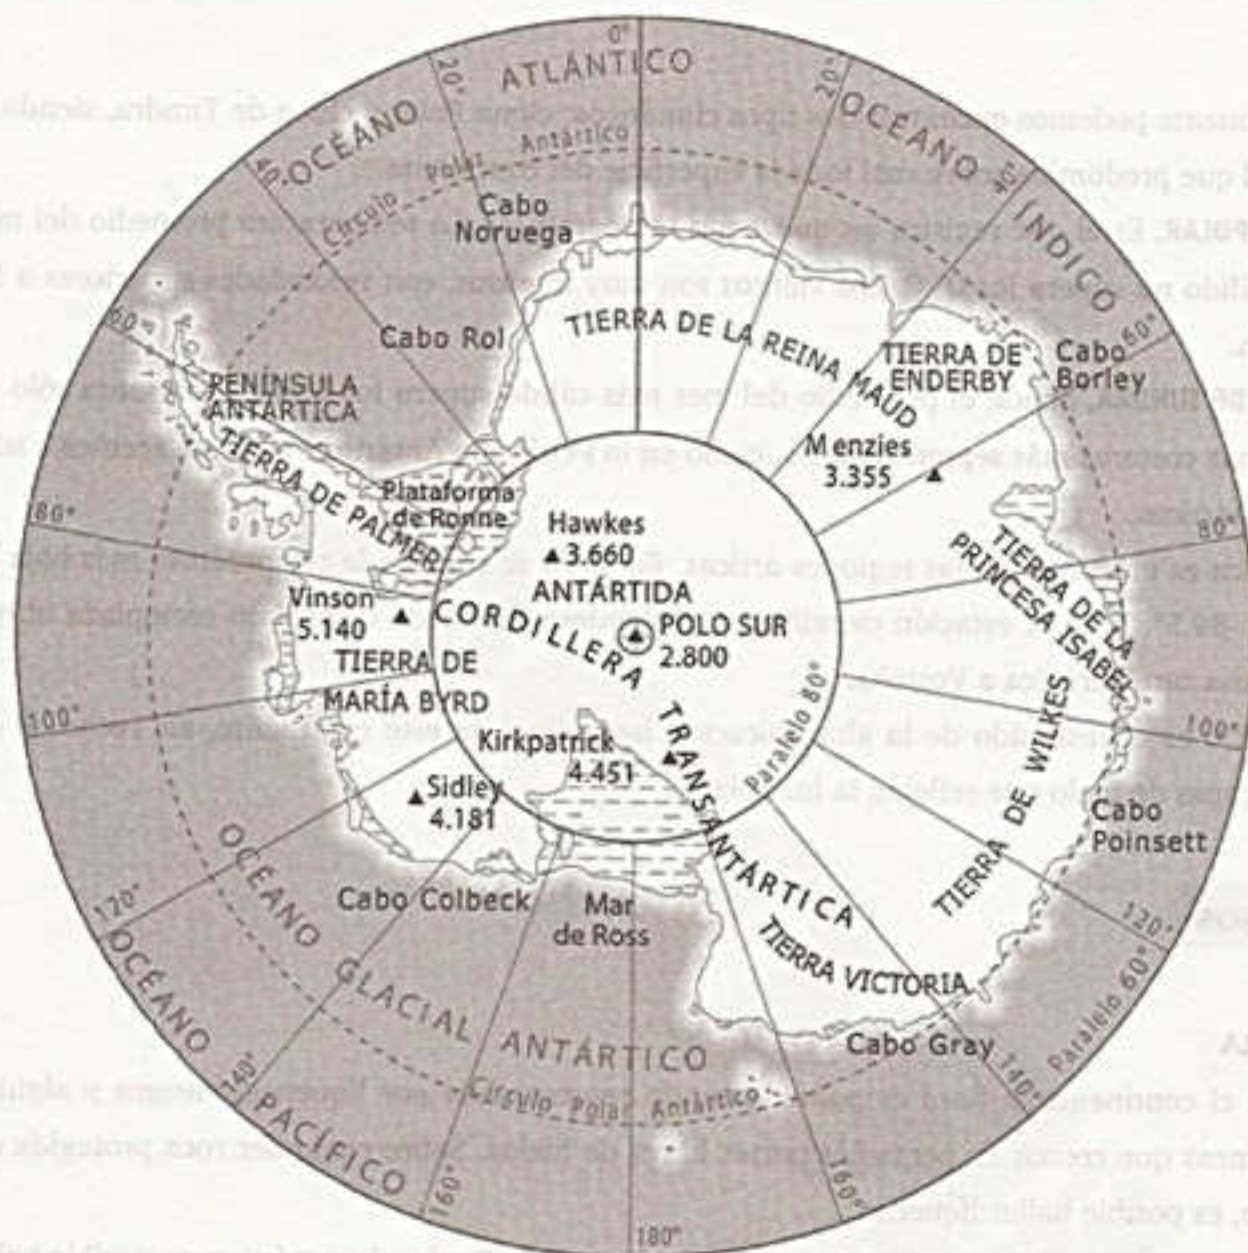 0°
20°
ATLÁNTICO
OCÉANO
20°
OCÉANO
ÍNDICO
40°
40°
Círculo Polar Antártico
Cabo
Noruega
Cabo Rol
TIERRA DE LA REINA MAUD
TIERRA DE
ENDERBY
Cabo
Borley
60°
60°
PENÍNSULA
ANTÁRTICA
TIERRA DE PALMER
Menzies
3.355
Plataforma
de Ronne
Hawkes
3.660
80°
80°
TIERRA DE LA
PRINCESA ISABEL
ANTÁRTIDA
Vinson
5.140
CORDILLERA TRANSANTÁRTICA
POLO SUR
2.800
TIERRA DE
MARÍA BYRD
Paralelo 80°
100°
100°
Kirkpatrick
4.451
TIERRA DE WILKES
Sidley
4.181
Cabo
Poinsett
Cabo Colbeck
Mar
de Ross
TIERRA VICTORIA
120°
120°
OCÉANO GLACIAL ANTÁRTICO
Paralelo 60°
Cabo Gray
OCÉANO PACÍFICO
140°
140°
Círculo Polar Antártico
160°
160°
180°